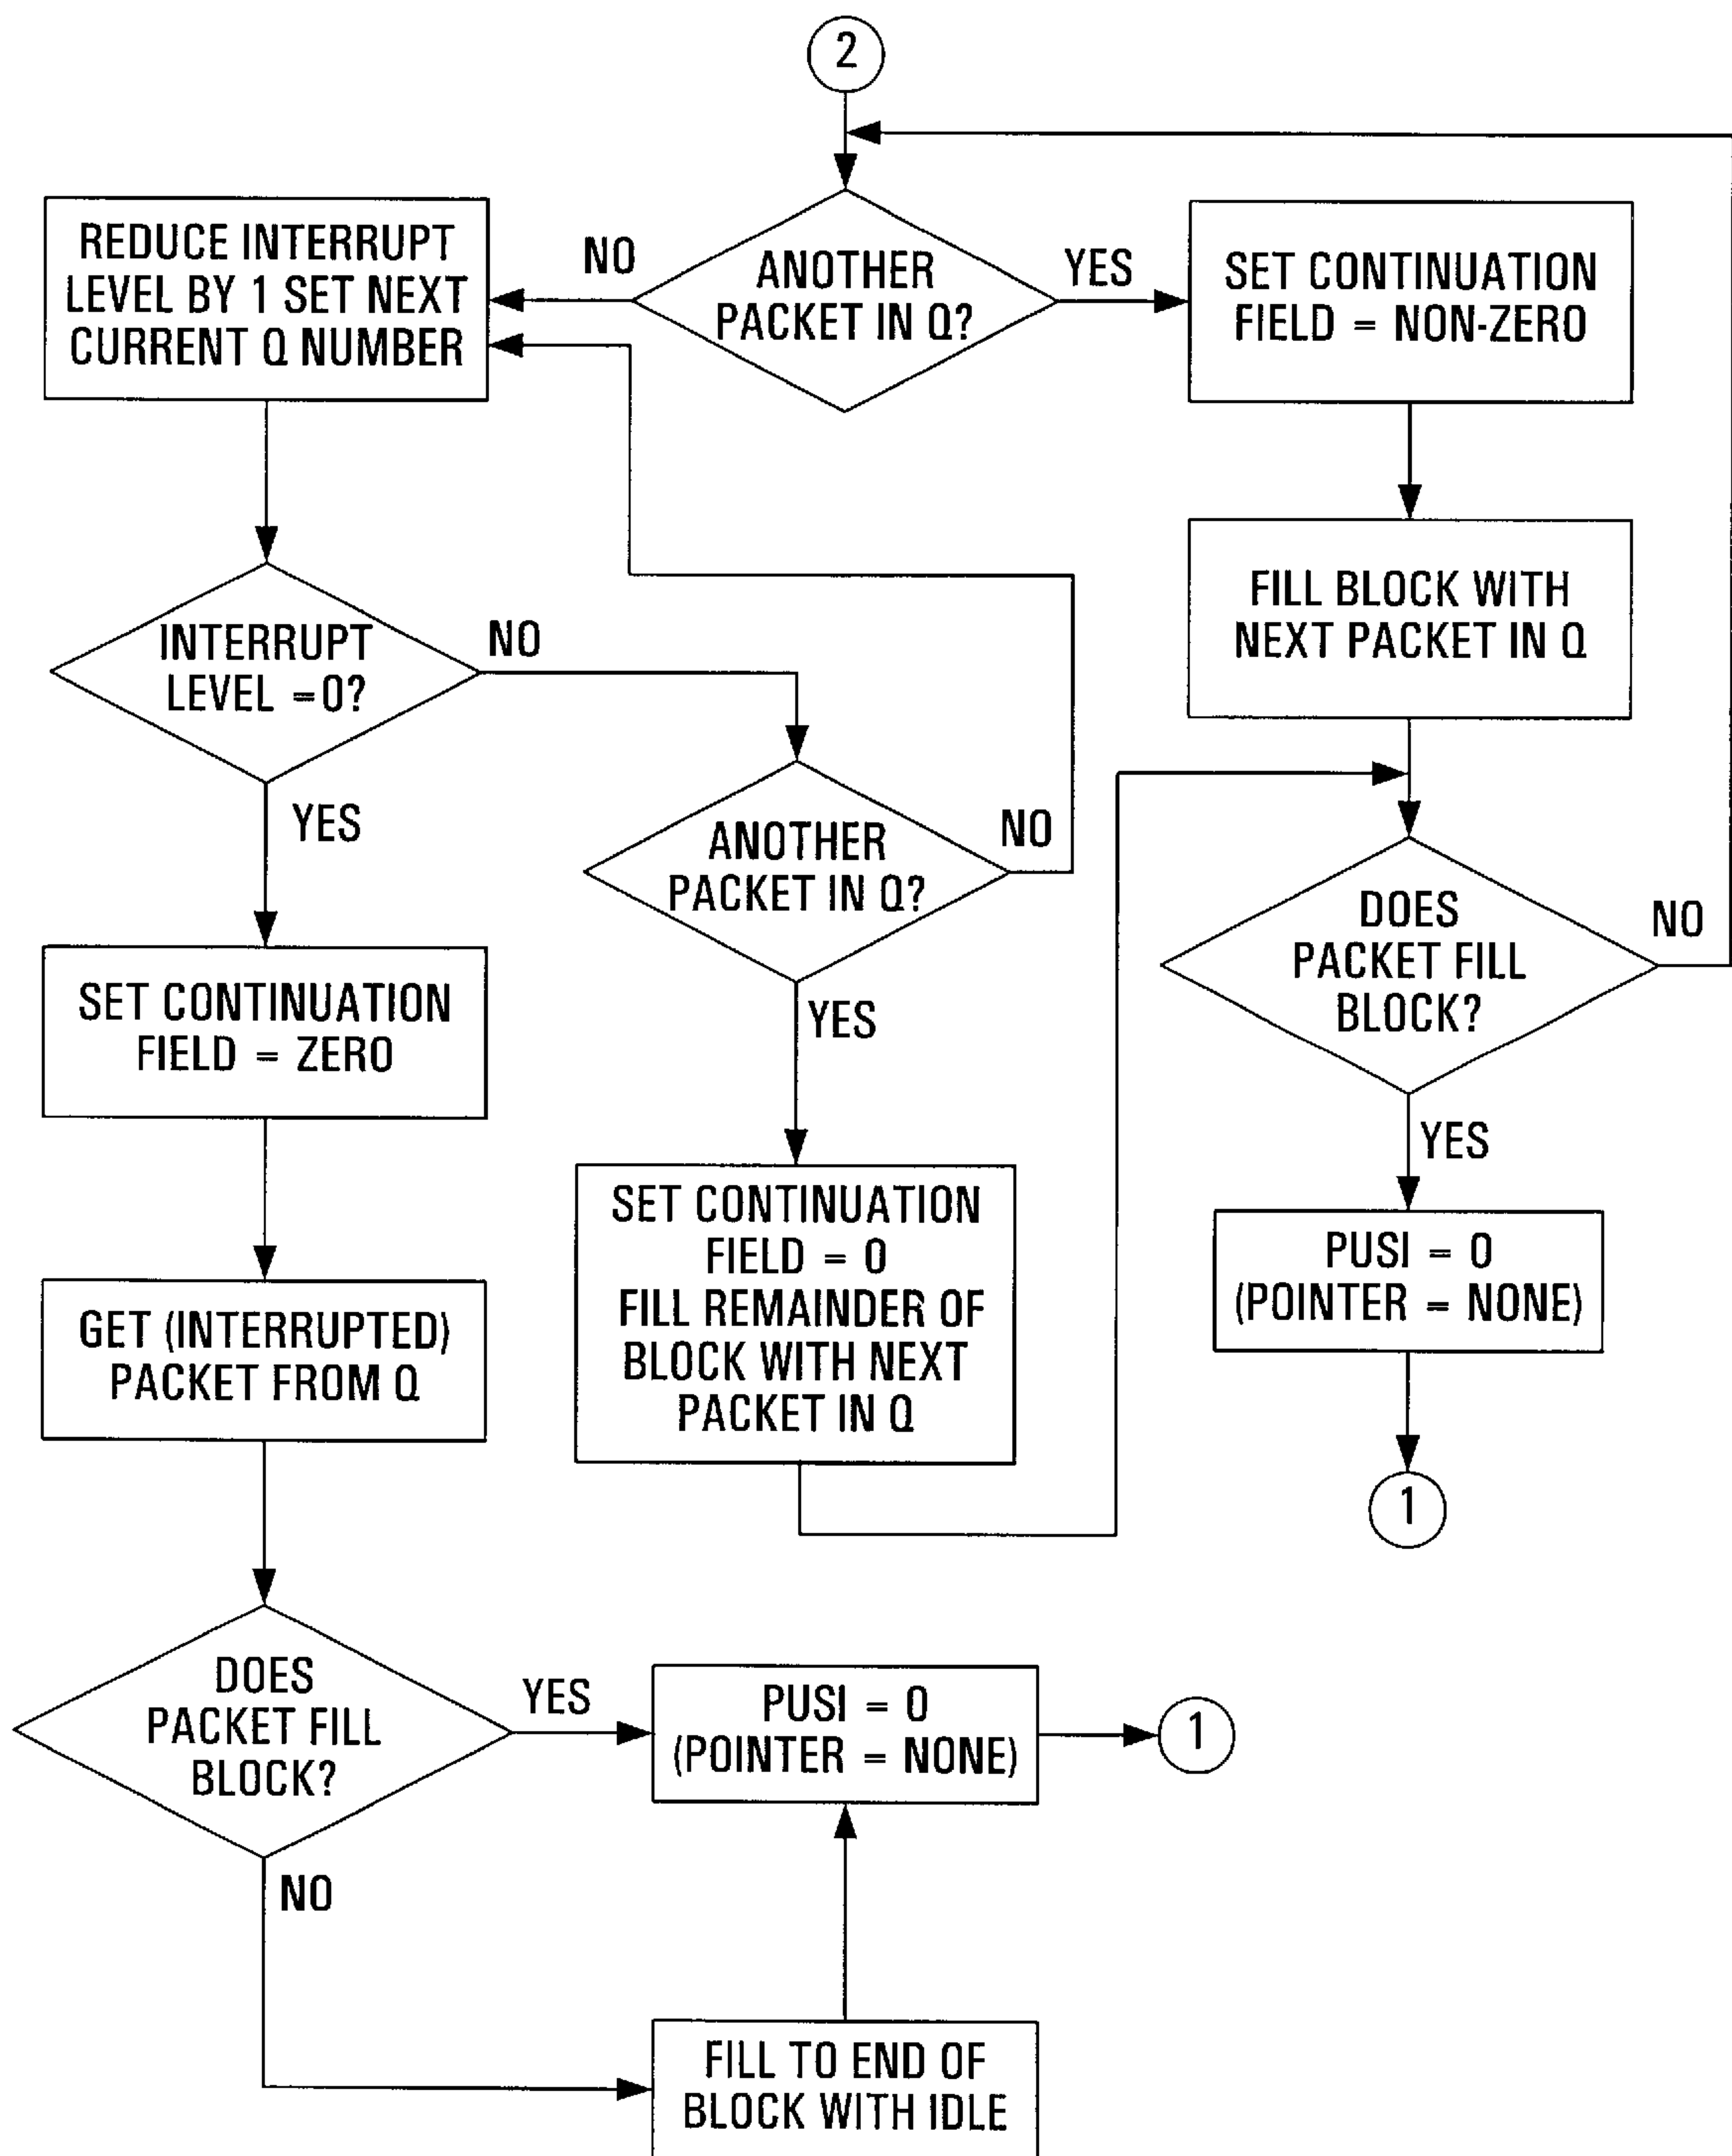 2
REDUCE INTERRUPT
LEVEL BY 1 SET NEXT
CURRENT Q NUMBER
NO
ANOTHER
PACKET IN Q?
YES
SET CONTINUATION
FIELD = NON-ZERO
FILL BLOCK WITH
NEXT PACKET IN Q
INTERRUPT
LEVEL =0?
NO
YES
ANOTHER
PACKET IN Q?
NO
YES
DOES
PACKET FILL
BLOCK?
NO
YES
SET CONTINUATION
FIELD = ZERO
SET CONTINUATION
FIELD = 0
FILL REMAINDER OF
BLOCK WITH NEXT
PACKET IN Q
PUSI = 0
(POINTER = NONE)
1
GET (INTERRUPTED)
PACKET FROM Q
DOES
PACKET FILL
BLOCK?
YES
PUSI = 0
(POINTER = NONE)
1
NO
FILL TO END OF
BLOCK WITH IDLE